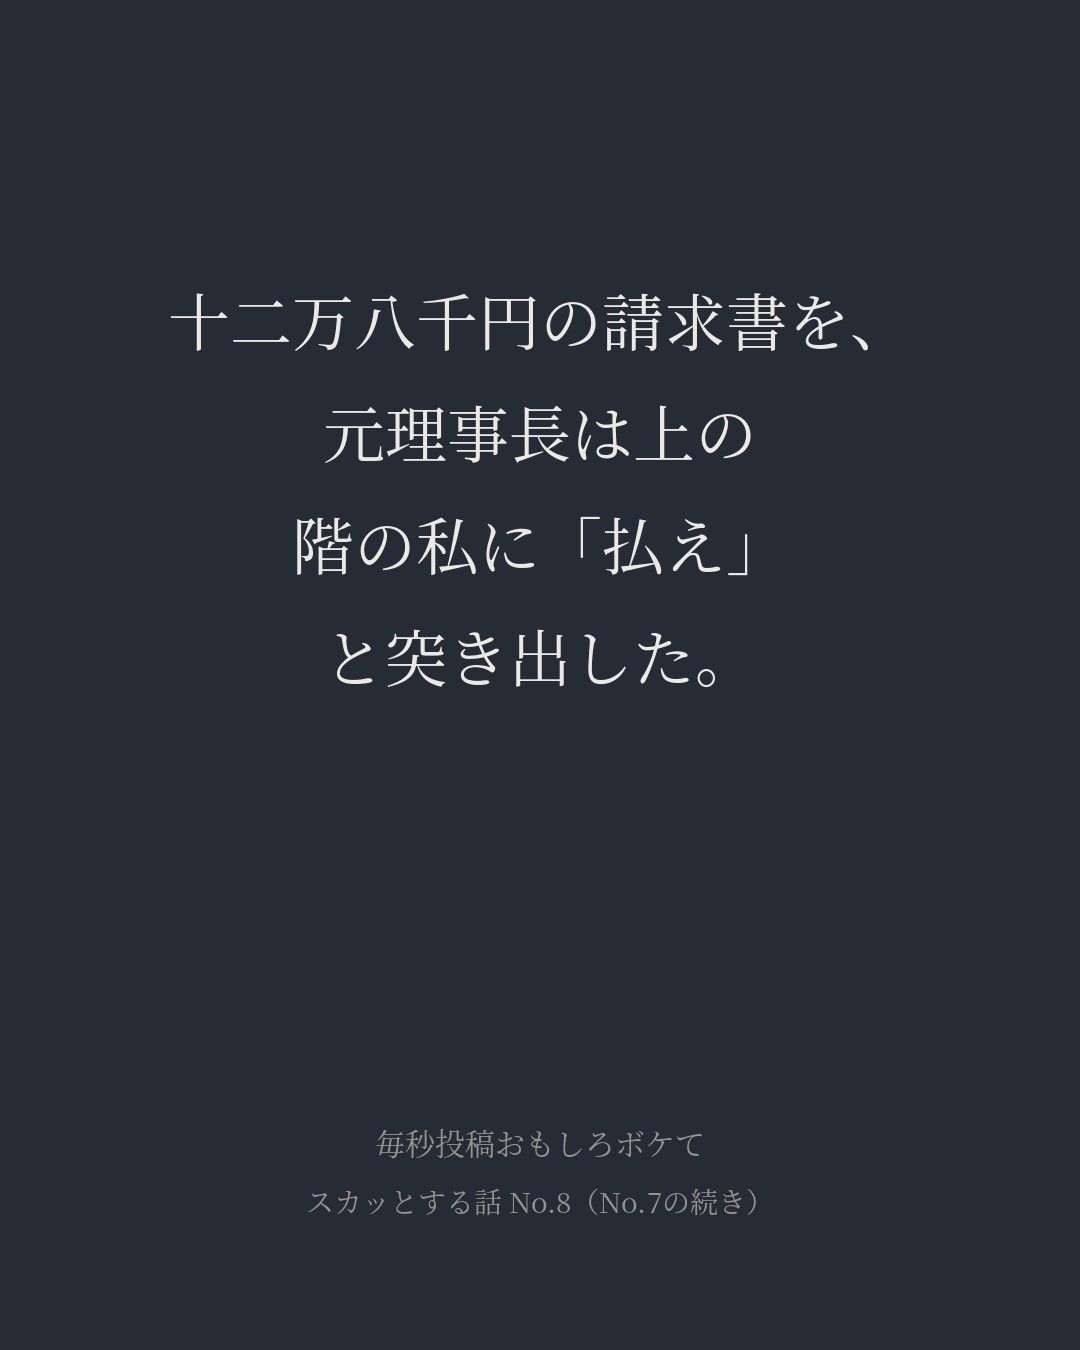 十二万八千円の請求書を、
元理事長は上の
階の私に「払え」
と突き出した。
毎秒投稿おもしろボケて
スカッとする話 No.8（No.7の続き）